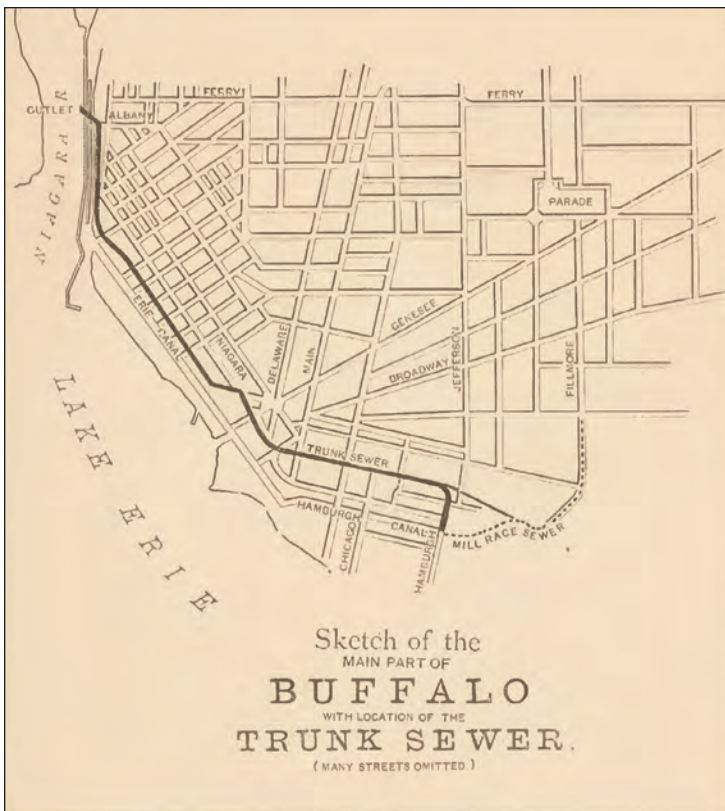 FERRY
FERRY
OUTLET
ALBANY
NIAGARA R
PARADE
ERIE CANAL
NIAGARA
DELAWARE
MAIN
GENESEE
BROADWAY
JEFFERSON
FILLMORE
LAKE ERIE
TRUNK SEWER
HAMBURGH CANAL
CHICAGO
HAMBURGH
MILL RACE SEWER
Sketch of the
MAIN PART OF
BUFFALO
WITH LOCATION OF THE
TRUNK SEWER.
(MANY STREETS OMITTED.)